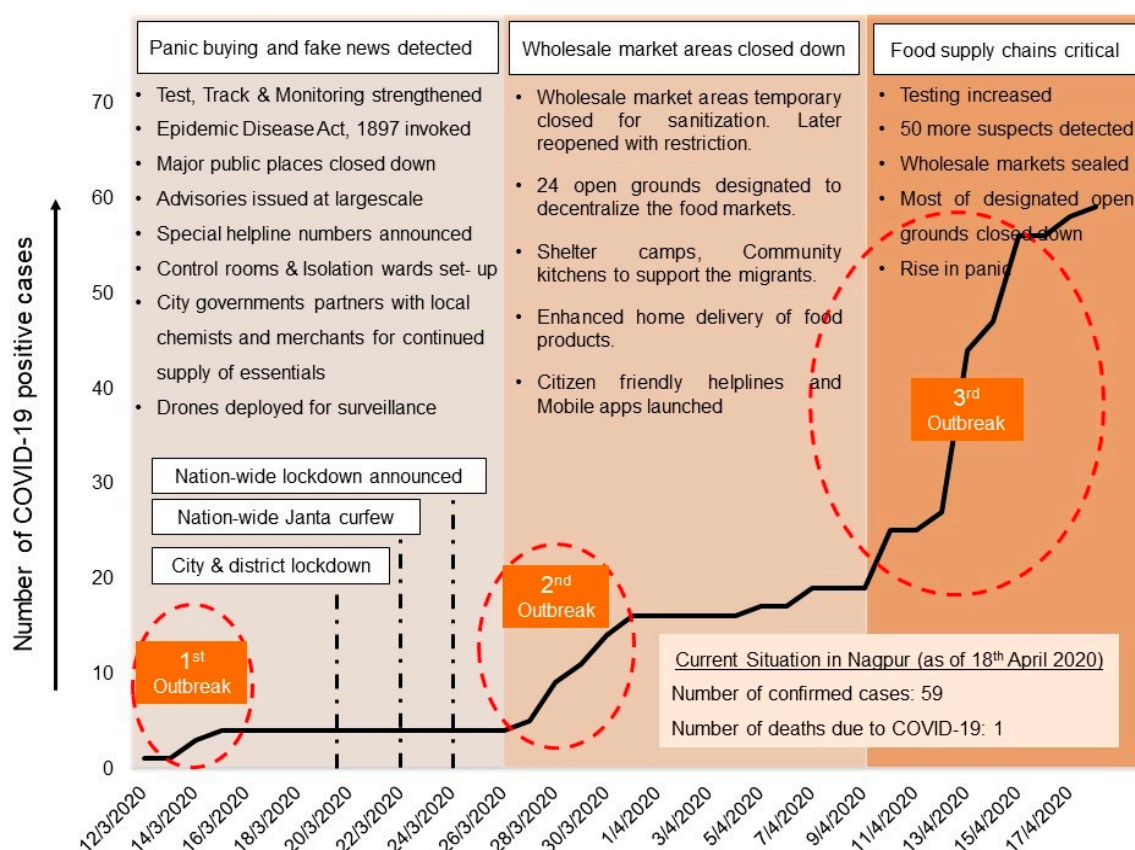 Panic buying and fake news detected
• Test, Track & Monitoring strengthened
• Epidemic Disease Act, 1897 invoked
• Major public places closed down
• Advisories issued at largescale
• Special helpline numbers announced
• Control rooms & Isolation wards set- up
• City governments partners with local
chemists and merchants for continued
supply of essentials
• Drones deployed for surveillance
Nation-wide lockdown announced
Nation-wide Janta curfew
City & district lockdown
Wholesale market areas closed down
• Wholesale market areas temporary
closed for sanitization. Later
reopened with restriction.
• 24 open grounds designated to
decentralize the food markets.
• Shelter camps, Community
kitchens to support the migrants.
• Enhanced home delivery of food
products.
• Citizen friendly helplines and
Mobile apps launched
Food supply chains critical
• Testing increased
• 50 more suspects detected
• Wholesale markets sealed
• Most of designated open
grounds closed down
• Rise in panic
1st
Outbreak
2nd
Outbreak
3rd
Outbreak
Current Situation in Nagpur (as of 18th April 2020)
Number of confirmed cases: 59
Number of deaths due to COVID-19: 1
Number of COVID-19 positive cases
70
60
50
40
30
20
10
0
12/3/2020
14/3/2020
16/3/2020
18/3/2020
20/3/2020
22/3/2020
24/3/2020
26/3/2020
28/3/2020
30/3/2020
1/4/2020
3/4/2020
5/4/2020
7/4/2020
9/4/2020
11/4/2020
13/4/2020
15/4/2020
17/4/2020